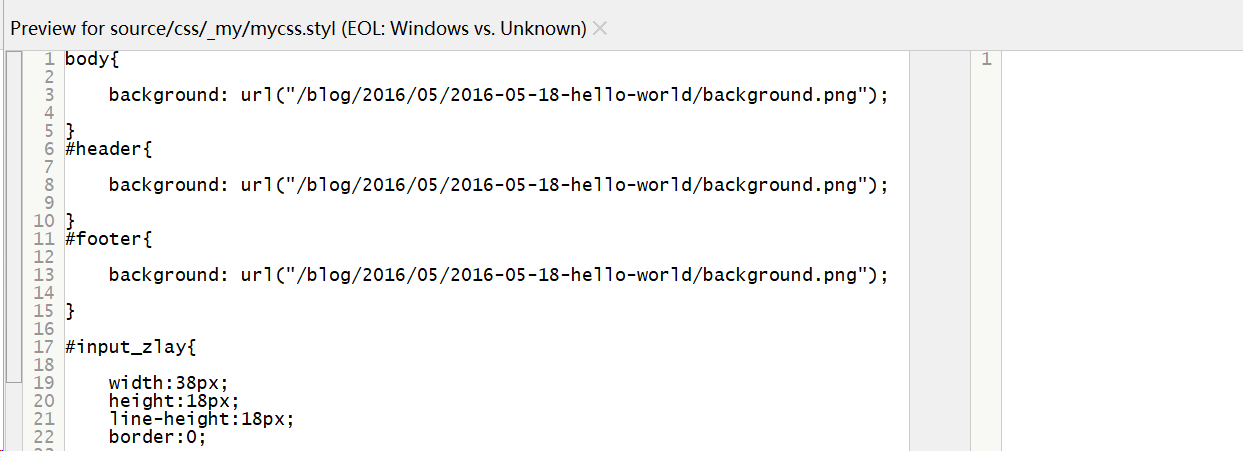 Preview for source/css/_my/mycss.styl (EOL: Windows vs. Unknown)
1 body{ 1
2
3 background: url("/blog/2016/05/2016-05-18-hello-world/background.png");
4
5 }
6 #header{
7
8 background: url("/blog/2016/05/2016-05-18-hello-world/background.png");
9
10 }
11 #footer{
12
13 background: url("/blog/2016/05/2016-05-18-hello-world/background.png");
14
15 }
16
17 #input_zlay{
18
19 width:38px;
20 height:18px;
21 line-height:18px;
22 border:0;